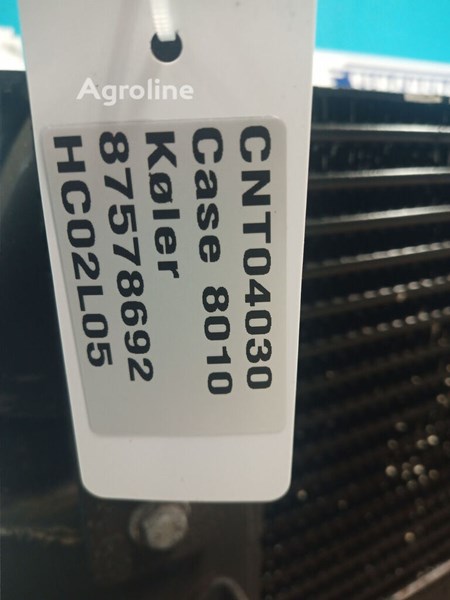 Agroline
CNT04030
Case 8010
Køler
87578692
HC02L05